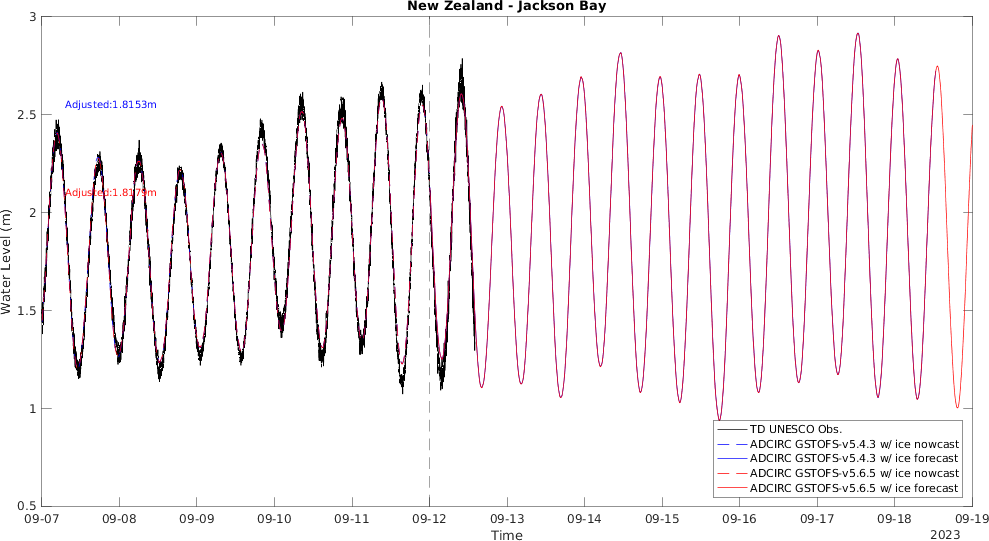 New Zealand - Jackson Bay
3
2.5
2
1.5
1
0.5
Water Level (m)
Adjusted:1.8153m
Adjusted:1.8179m
TD UNESCO Obs.
ADCIRC GSTOFS-v5.4.3 w/ ice nowcast
ADCIRC GSTOFS-v5.4.3 w/ ice forecast
ADCIRC GSTOFS-v5.6.5 w/ ice nowcast
ADCIRC GSTOFS-v5.6.5 w/ ice forecast
09-07 09-08 09-09 09-10 09-11 09-12 09-13 09-14 09-15 09-16 09-17 09-18 09-19
Time
2023